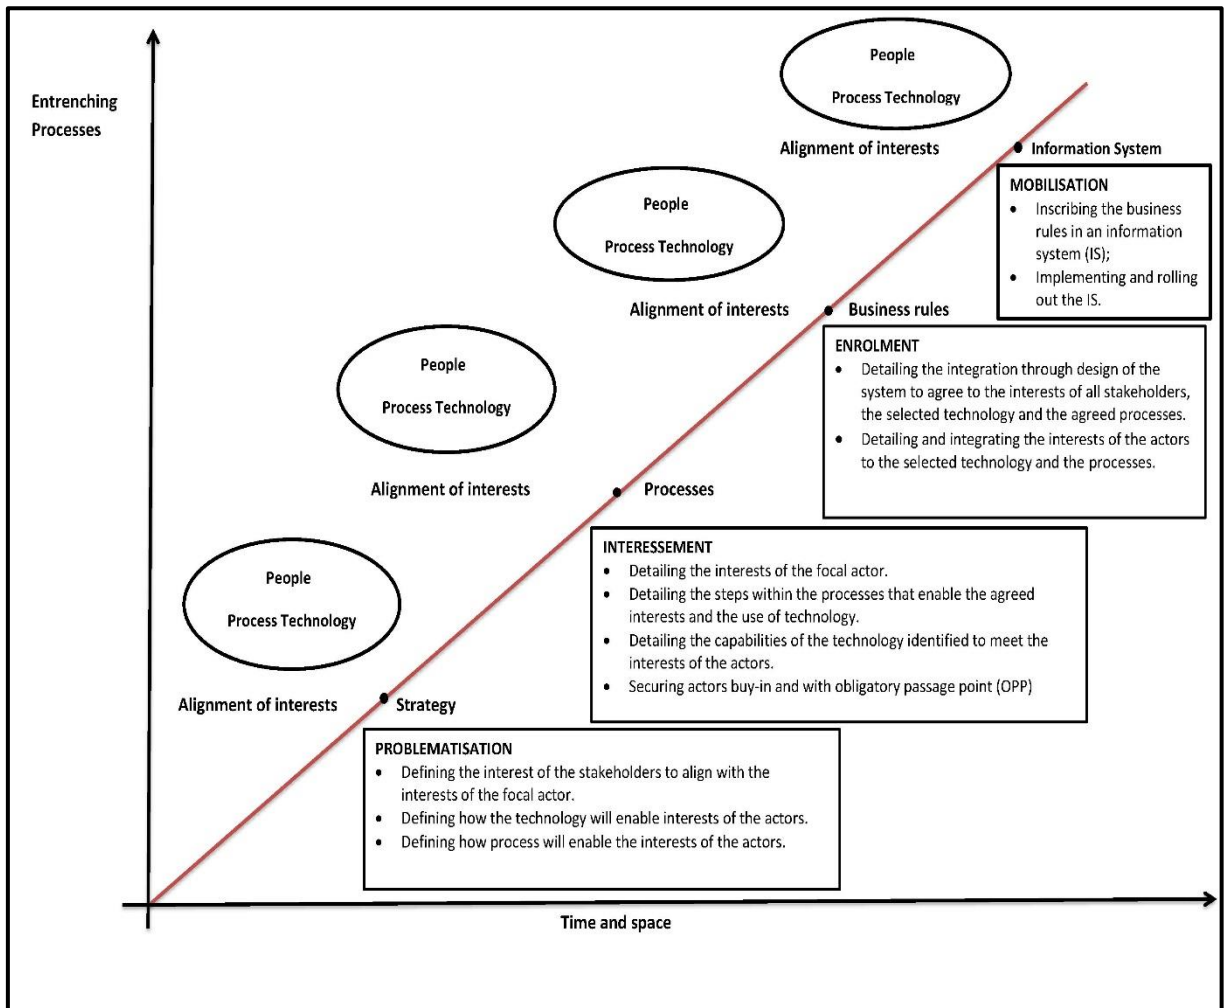 People
Process Technology
Entrenching
Processes
Alignment of interests
Information System
MOBILISATION
• Inscribing the business
rules in an information
system (IS);
• Implementing and rolling
out the IS.
People
Process Technology
Alignment of interests
Business rules
ENROLMENT
• Detailing the integration through design of the
system to agree to the interests of all stakeholders,
the selected technology and the agreed processes.
• Detailing and integrating the interests of the actors
to the selected technology and the processes.
People
Process Technology
Alignment of interests
Processes
INTERESSEMENT
• Detailing the interests of the focal actor.
• Detailing the steps within the processes that enable the agreed
interests and the use of technology.
• Detailing the capabilities of the technology identified to meet the
interests of the actors.
• Securing actors buy-in and with obligatory passage point (OPP)
People
Process Technology
Alignment of interests
Strategy
PROBLEMATISATION
• Defining the interest of the stakeholders to align with the
interests of the focal actor.
• Defining how the technology will enable interests of the actors.
• Defining how process will enable the interests of the actors.
Time and space